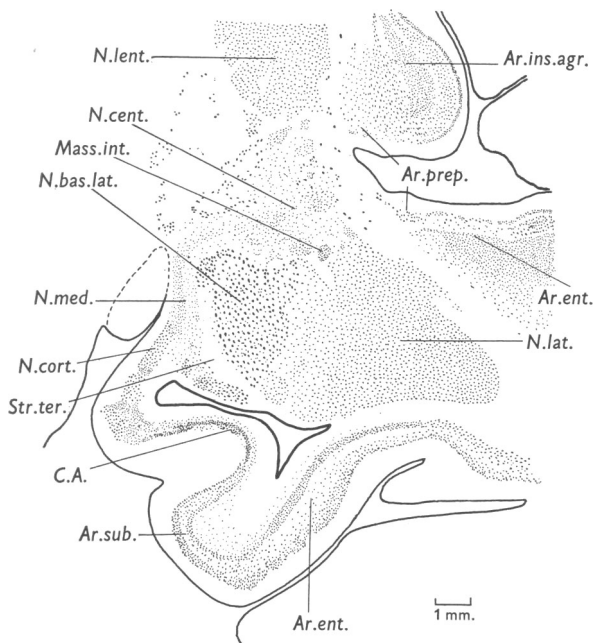 N.lent.
Ar.ins.agr.
N.cent.
Mass.int.
Ar.prep.
N.bas.lat.
N.med.
Ar.ent.
N.lat.
N.cort.
Str.ter.
C.A.
Ar.sub.
Ar.ent.
1 mm.